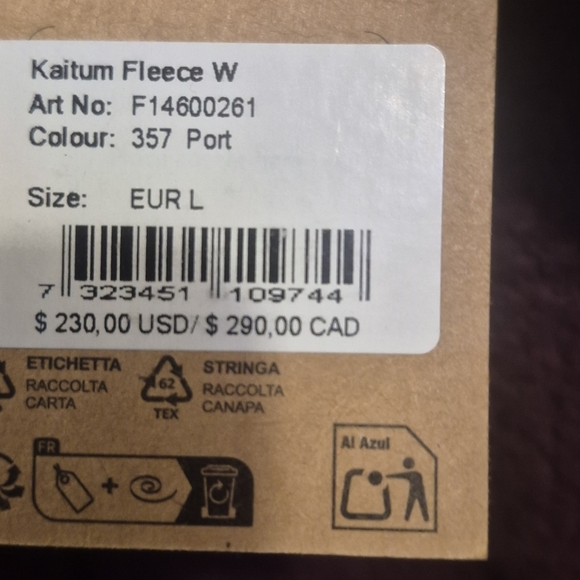 Kaitum Fleece W
Art No: F14600261
Colour: 357 Port
Size: EUR L
7 323451 109744
$ 230,00 USD/ $ 290,00 CAD
ETICHETTA
RACCOLTA
CARTA
62
TEX
STRINGA
RACCOLTA
CANAPA
FR
+
Al Azul